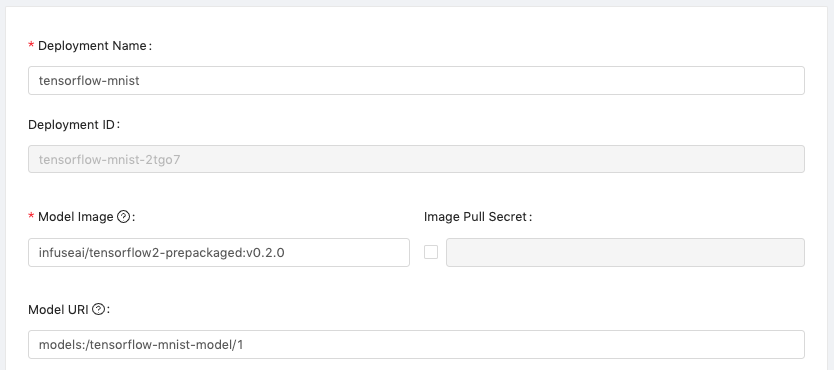 * Deployment Name:
tensorflow-mnist
Deployment ID:
tensorflow-mnist-2tgo7
* Model Image ?: Image Pull Secret:
infuseai/tensorflow2-prepackaged:v0.2.0
Model URI ?:
models:/tensorflow-mnist-model/1